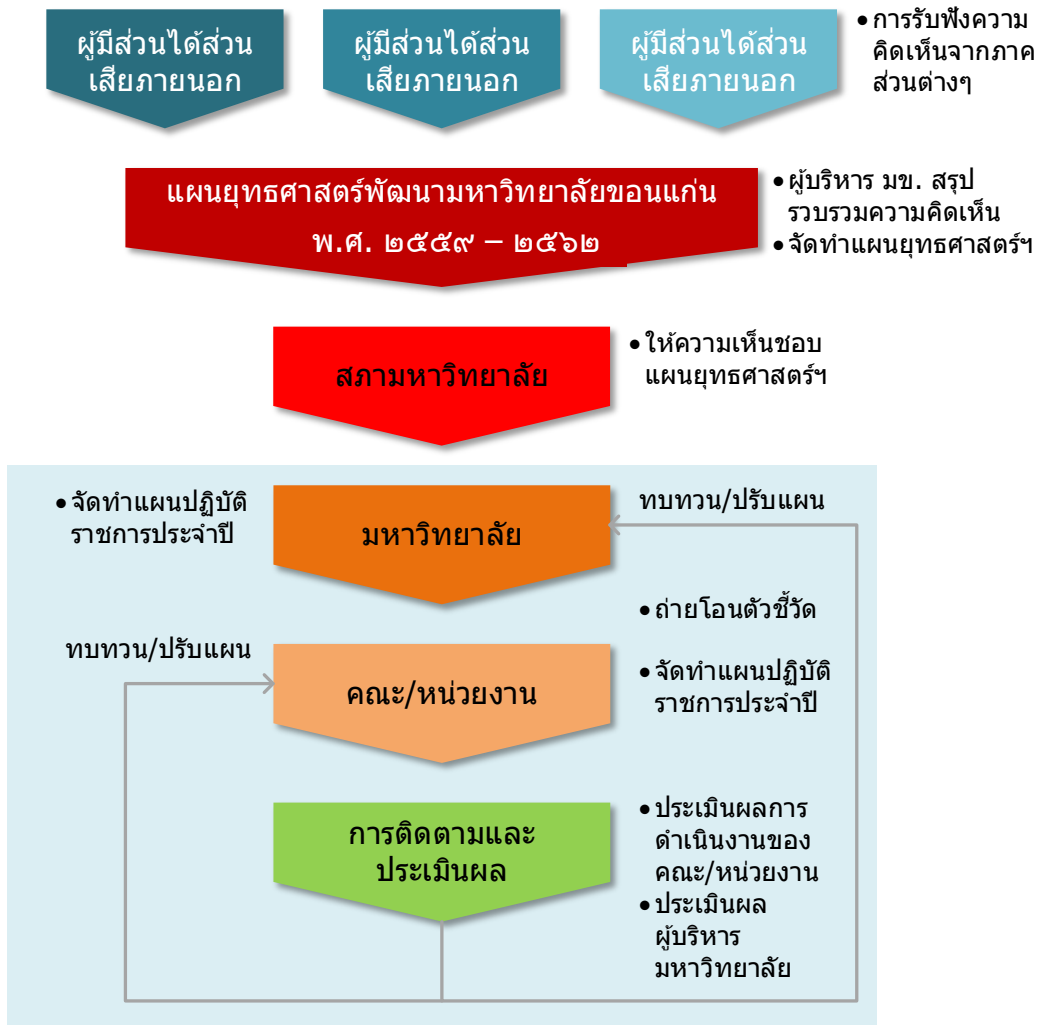 ผู้มีส่วนได้ส่วน
เสียภายนอก
ผู้มีส่วนได้ส่วน
เสียภายนอก
ผู้มีส่วนได้ส่วน
เสียภายนอก
•การรับฟังความ
คิดเห็นจากภาค
ส่วนต่างๆ
แผนยุทธศาสตร์พัฒนามหาวิทยาลัยขอนแก่น
พ.ศ. ๒๕๕๙ – ๒๕๖๒
•ผู้บริหาร มข. สรุป
รวบรวมความคิดเห็น
•จัดทำแผนยุทธศาสตร์ฯ
สภามหาวิทยาลัย
•ให้ความเห็นชอบ
แผนยุทธศาสตร์ฯ
•จัดทำแผนปฏิบัติ
ราชการประจำปี
มหาวิทยาลัย
ทบทวน/ปรับแผน
•ถ่ายโอนตัวชี้วัด
ทบทวน/ปรับแผน
คณะ/หน่วยงาน
•จัดทำแผนปฏิบัติ
ราชการประจำปี
การติดตามและ
ประเมินผล
•ประเมินผลการ
ดำเนินงานของ
คณะ/หน่วยงาน
•ประเมินผล
ผู้บริหาร
มหาวิทยาลัย